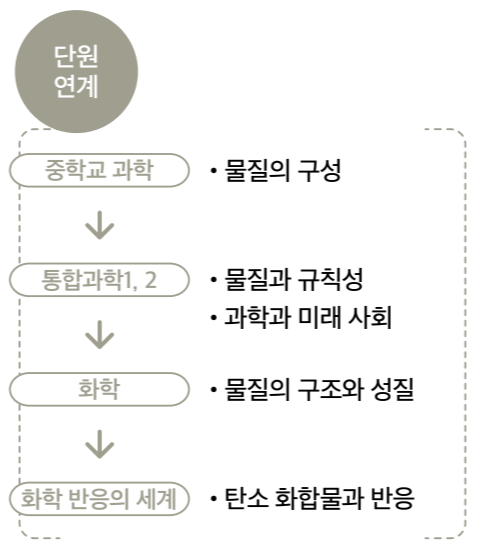 단원
연계
중학교 과학
• 물질의 구성
통합과학1, 2
• 물질과 규칙성
• 과학과 미래 사회
화학
• 물질의 구조와 성질
화학 반응의 세계
• 탄소 화합물과 반응